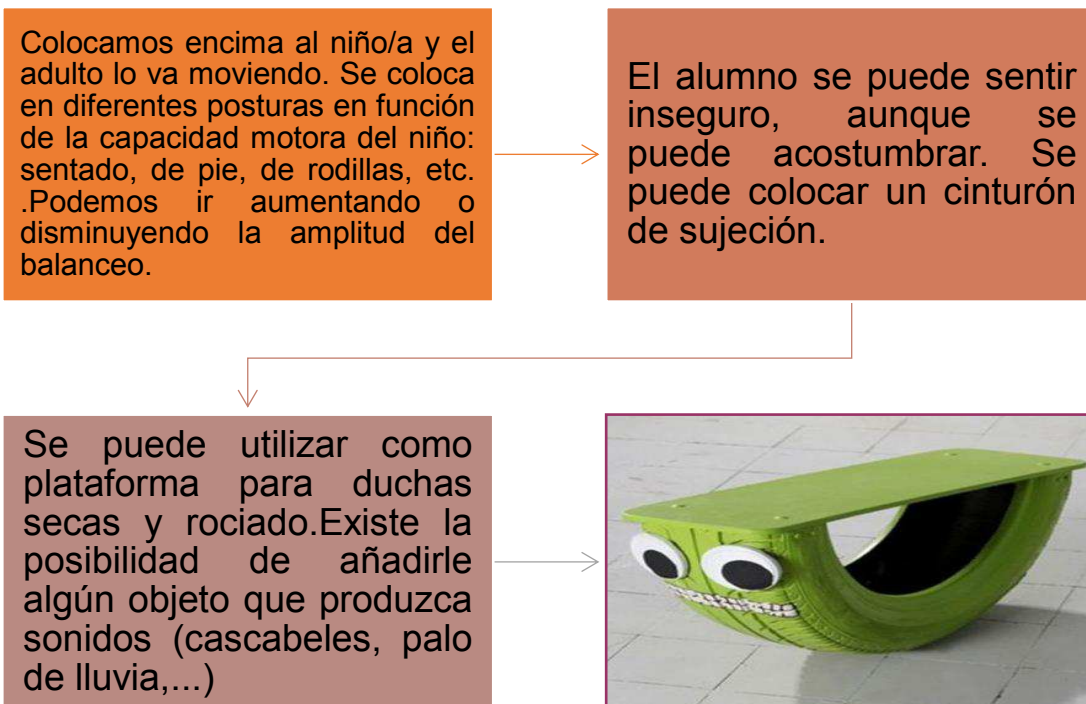 Colocamos encima al niño/a y el
adulto lo va moviendo. Se coloca
en diferentes posturas en función
de la capacidad motora del niño:
sentado, de pie, de rodillas, etc.
.Podemos ir aumentando o
disminuyendo la amplitud del
balanceo.
El alumno se puede sentir
inseguro, aunque se
puede acostumbrar. Se
puede colocar un cinturón
de sujeción.
Se puede utilizar como
plataforma para duchas
secas y rociado.Existe la
posibilidad de añadirle
algún objeto que produzca
sonidos (cascabeles, palo
de lluvia,...)